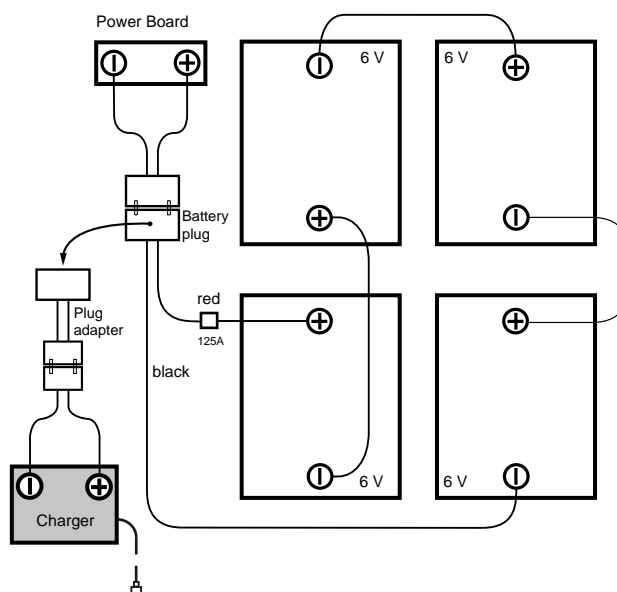 Power Board
6 V
6 V
Battery
plug
Plug
adapter
red
125A
black
6 V
6 V
Charger